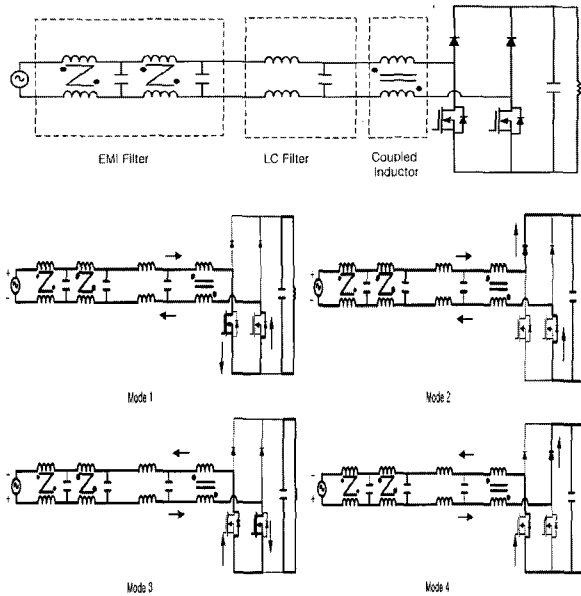 EMI Filter
LC Filter
Coupled
Inductor
Mode 1
Mode 2
Mode 3
Mode 4